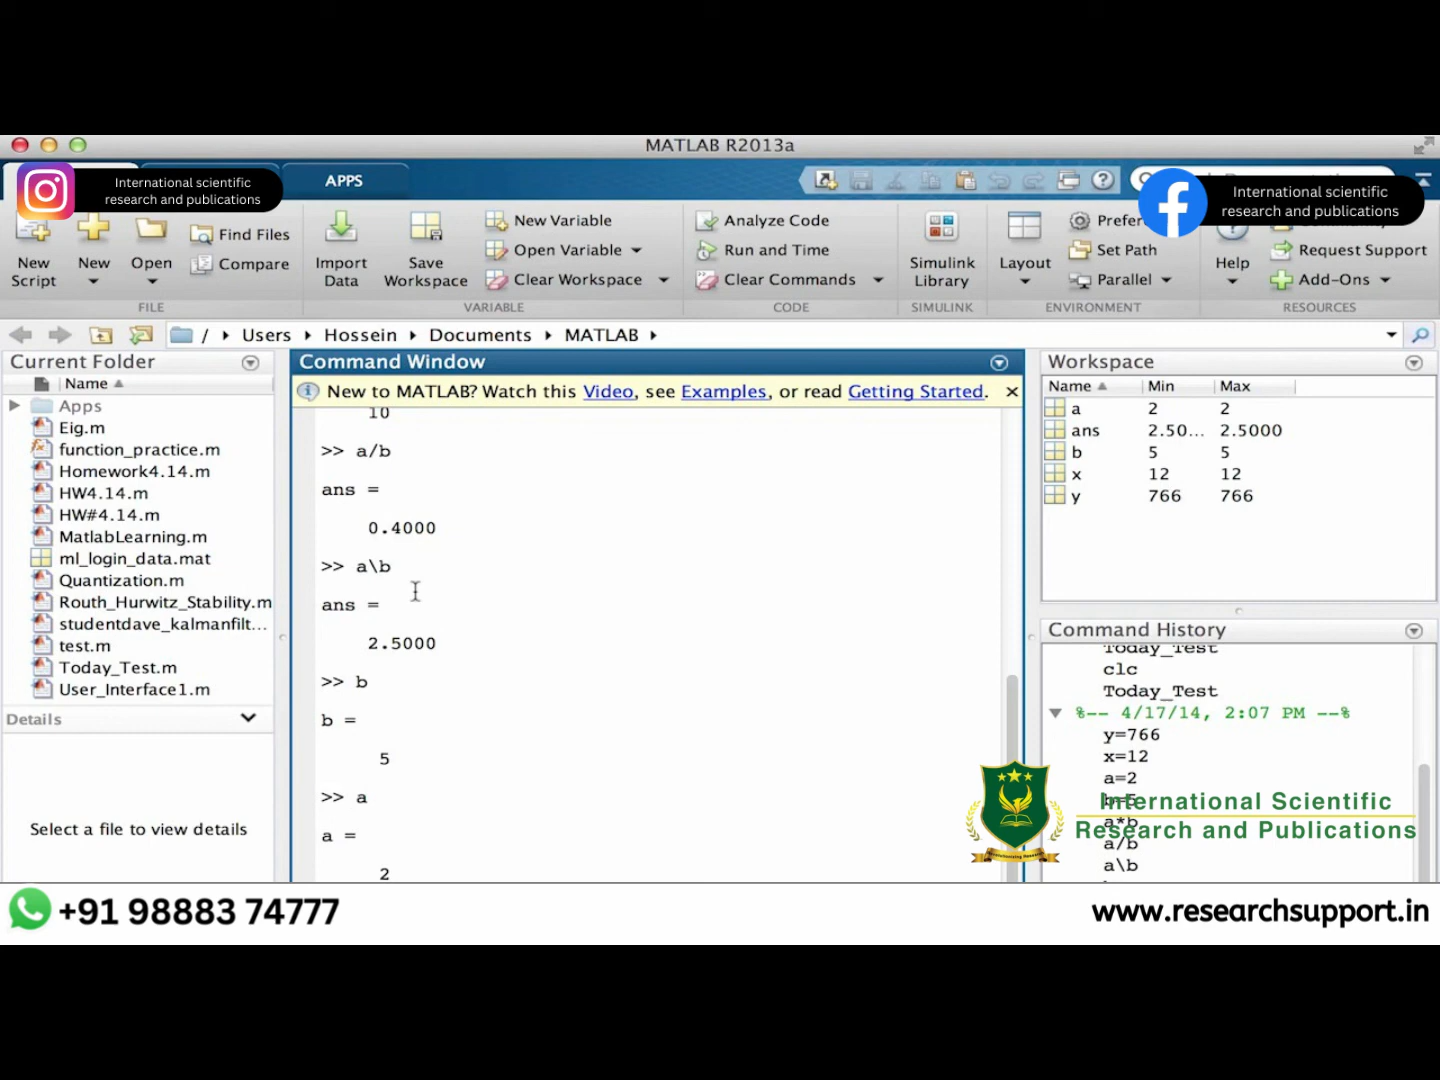 MATLAB R2013a
International scientific
research and publications
APPS
International scientific
research and publications
New Script
New
Open
Find Files
Compare
FILE
Import Data
Save Workspace
New Variable
Open Variable
Clear Workspace
VARIABLE
Analyze Code
Run and Time
Clear Commands
CODE
Simulink Library
SIMULINK
Layout
Set Path
Parallel
ENVIRONMENT
Help
Request Support
Add-Ons
RESOURCES
/ Users Hossein Documents MATLAB
Current Folder
Name
Apps
Eig.m
function_practice.m
Homework4.14.m
HW4.14.m
HW#4.14.m
MatlabLearning.m
ml_login_data.mat
Quantization.m
Routh_Hurwitz_Stability.m
studentdave_kalmanfilt...
test.m
Today_Test.m
User_Interface1.m
Details
Select a file to view details
Command Window
New to MATLAB? Watch this Video, see Examples, or read Getting Started.
10
>> a/b
ans =
0.4000
>> a\b
ans =
2.5000
>> b
b =
5
>> a
a =
2
Workspace
Name Min Max
a 2 2
ans 2.50... 2.5000
b 5 5
x 12 12
y 766 766
Command History
Today_Test
clc
Today_Test
%-- 4/17/14, 2:07 PM --%
y=766
x=12
a=2
b=5
a*b
a/b
a\b
International Scientific
Research and Publications
+91 98883 74777
www.researchsupport.in